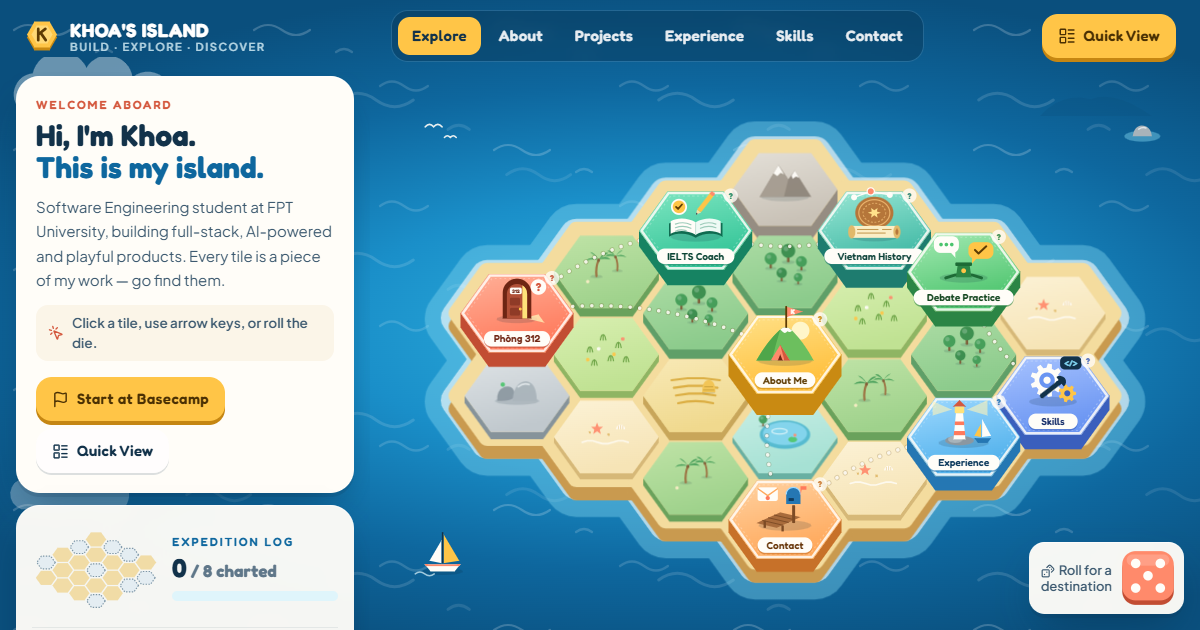 K
KHOA'S ISLAND
BUILD · EXPLORE · DISCOVER
Explore
About
Projects
Experience
Skills
Contact
Quick View
WELCOME ABOARD
Hi, I'm Khoa.
This is my island.
Software Engineering student at FPT
University, building full-stack, AI-powered
and playful products. Every tile is a piece
of my work — go find them.
Click a tile, use arrow keys, or roll the
die.
Start at Basecamp
Quick View
EXPEDITION LOG
0 / 8 charted
?
IELTS Coach
?
Vietnam History
?
Debate Practice
312
?
?
Phòng 312
?
About Me
</>
?
Skills
?
Experience
?
Contact
Roll for a
destination